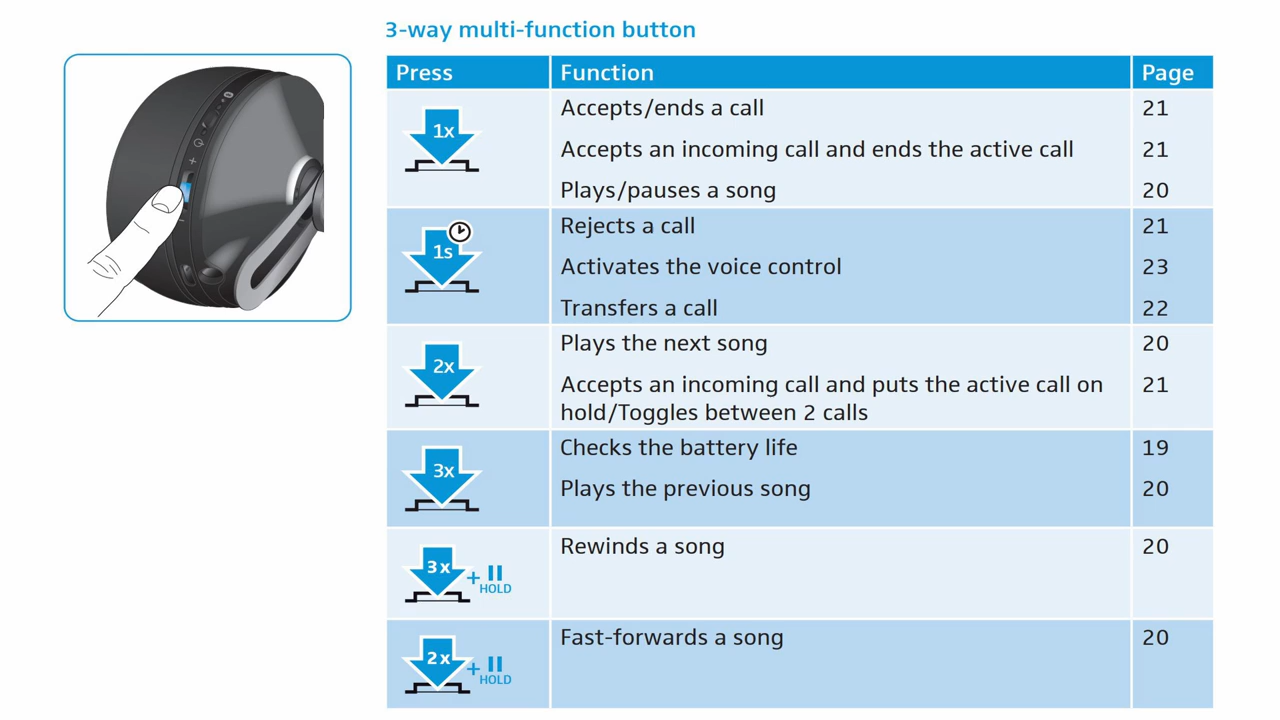 3-way multi-function button
Press Function Page
1x
Accepts/ends a call 21
Accepts an incoming call and ends the active call 21
Plays/pauses a song 20
1s
Rejects a call 21
Activates the voice control 23
Transfers a call 22
2x
Plays the next song 20
Accepts an incoming call and puts the active call on 21
hold/Toggles between 2 calls
3x
Checks the battery life 19
Plays the previous song 20
3x + HOLD
Rewinds a song 20
2x + HOLD
Fast-forwards a song 20